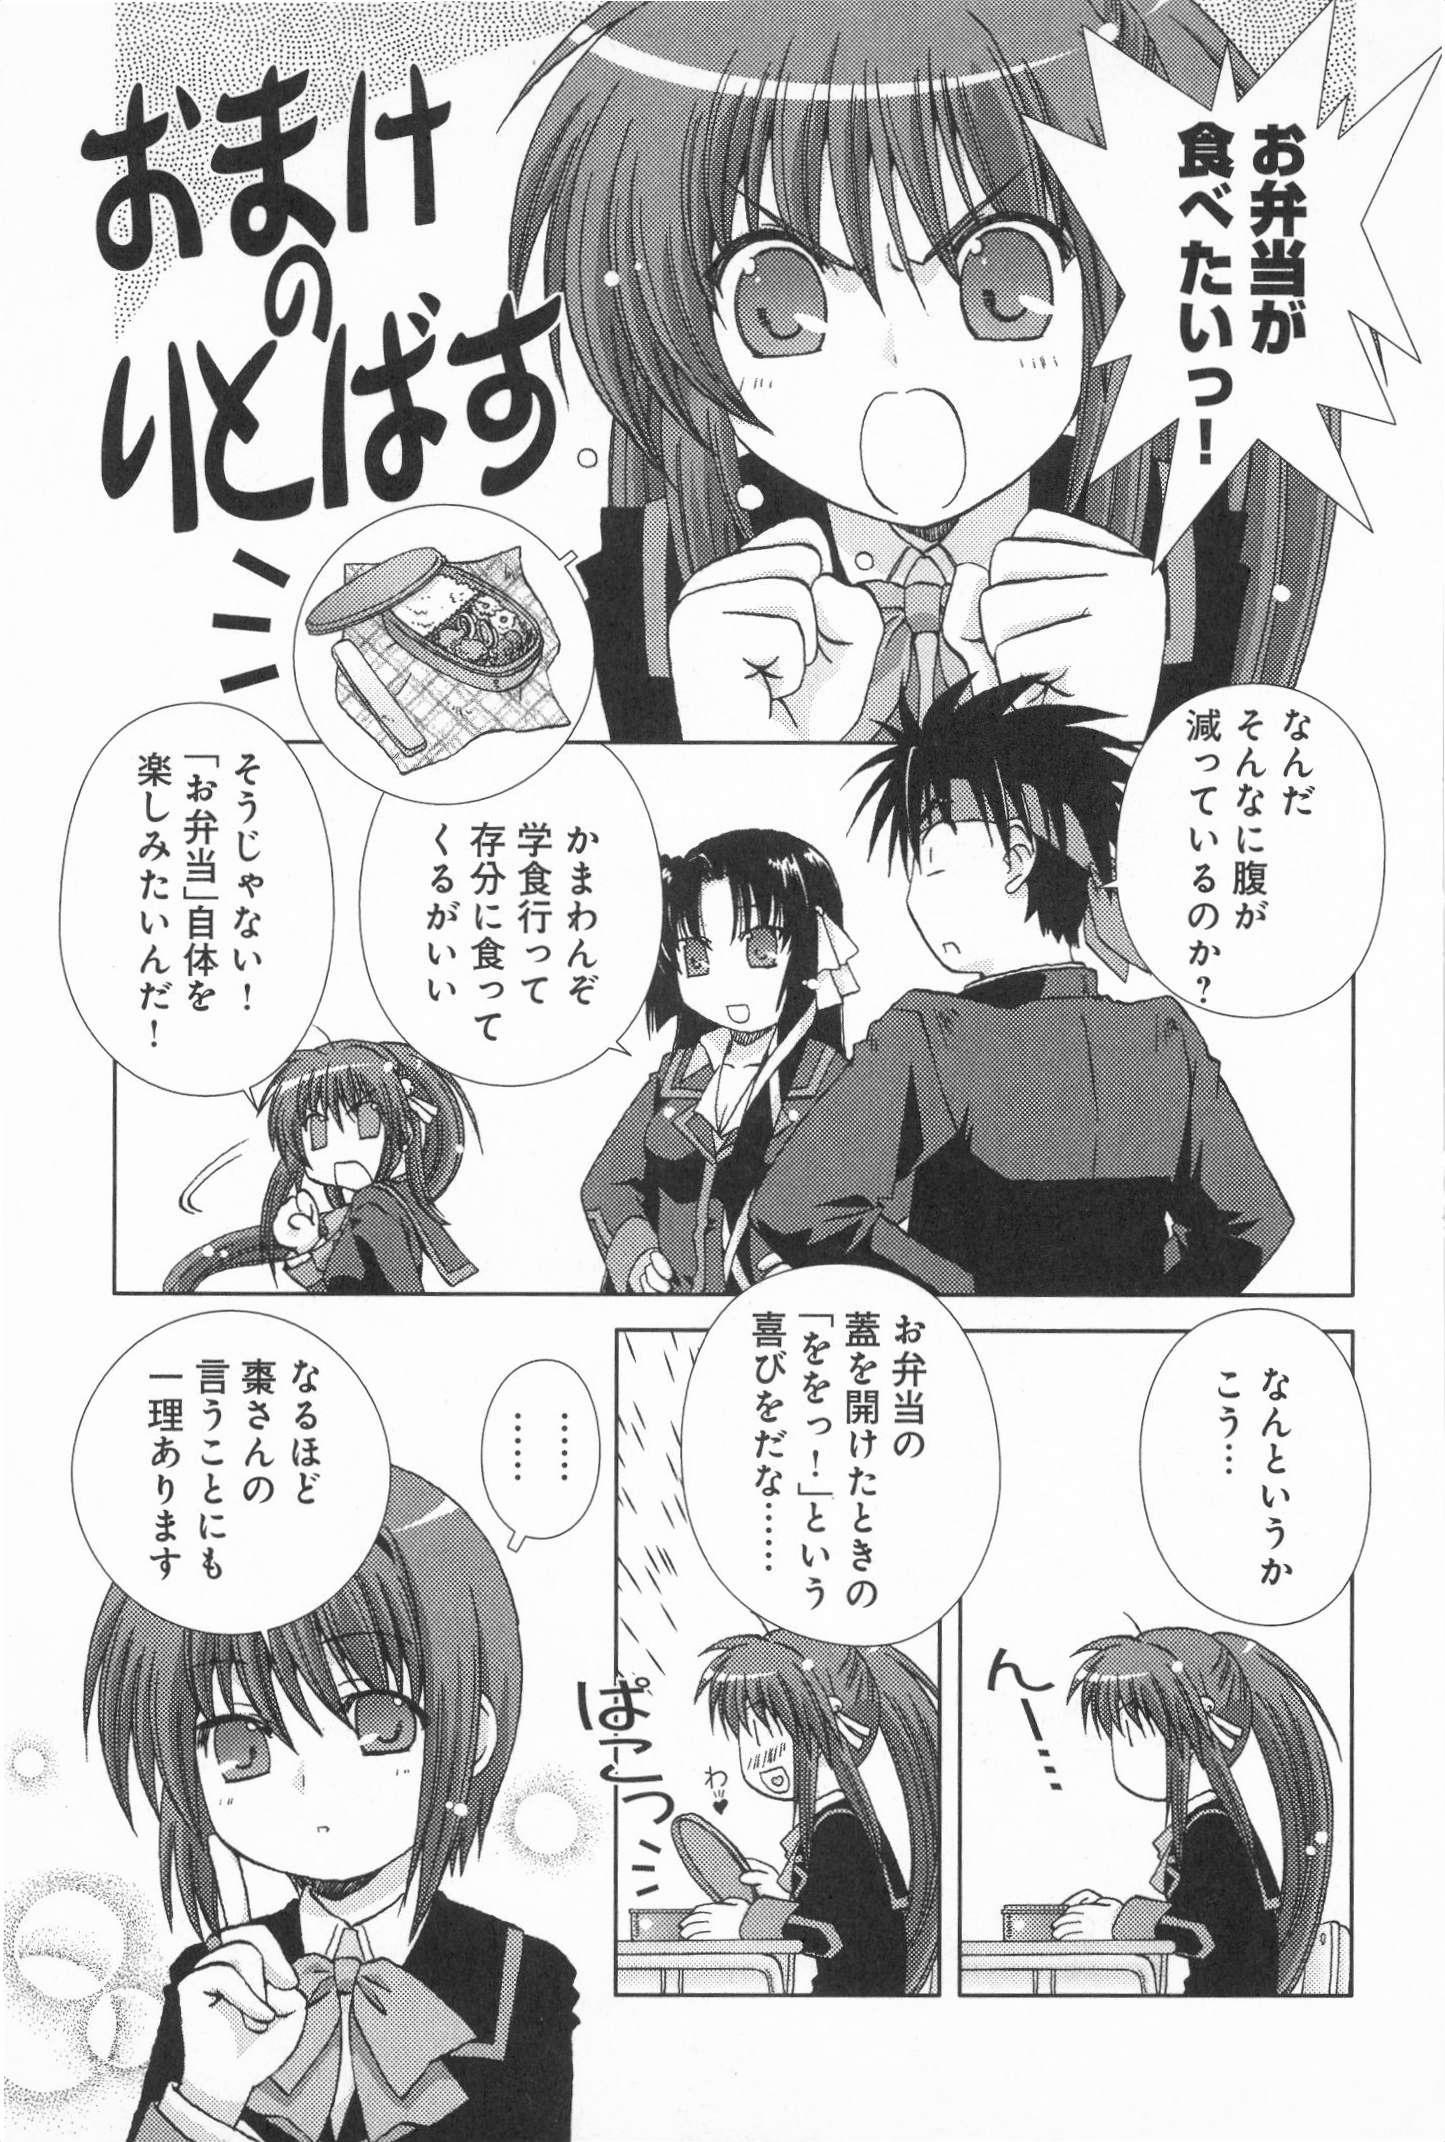 お弁当が
食べたいっ！
おまけ
の
りとばす
なんだ
そんなに腹が
減っているのか？
かまわんぞ
学食行って
存分に食って
くるがいい
そうじゃない！
「お弁当」自体を
楽しみたいんだ！
なんというか
こう…
んー…
お弁当の
蓋を開けたときの
「ををっ！」という
喜びをだな……
わ♥
ぱこっ
……
……
なるほど
棗さんの
言うことにも
一理あります